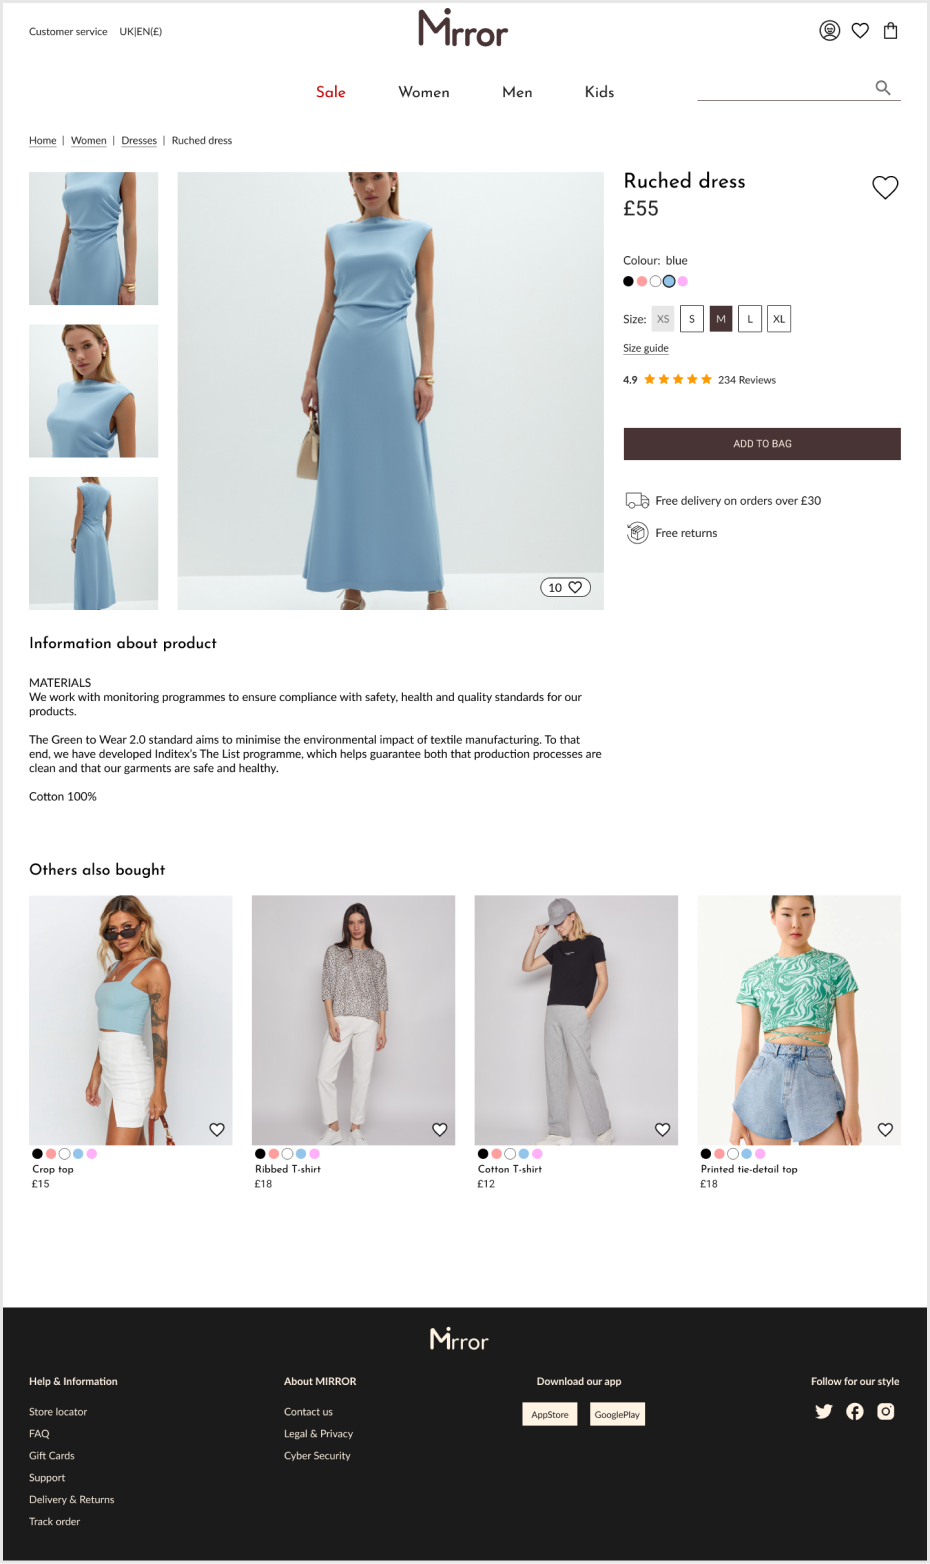 Customer service UK|EN(£)
Mirror
Sale Women Men Kids
Home | Women | Dresses | Ruched dress
Ruched dress
£55
Colour: blue
Size: XS S M L XL
Size guide
4.9 234 Reviews
ADD TO BAG
Free delivery on orders over £30
Free returns
10
Information about product
MATERIALS
We work with monitoring programmes to ensure compliance with safety, health and quality standards for our
products.
The Green to Wear 2.0 standard aims to minimise the environmental impact of textile manufacturing. To that
end, we have developed Inditex's The List programme, which helps guarantee both that production processes are
clean and that our garments are safe and healthy.
Cotton 100%
Others also bought
Crop top
£15
Ribbed T-shirt
£18
Cotton T-shirt
£12
Printed tie-detail top
£18
Mirror
Help & Information
Store locator
FAQ
Gift Cards
Support
Delivery & Returns
Track order
About MIRROR
Contact us
Legal & Privacy
Cyber Security
Download our app
AppStore GooglePlay
Follow for our style